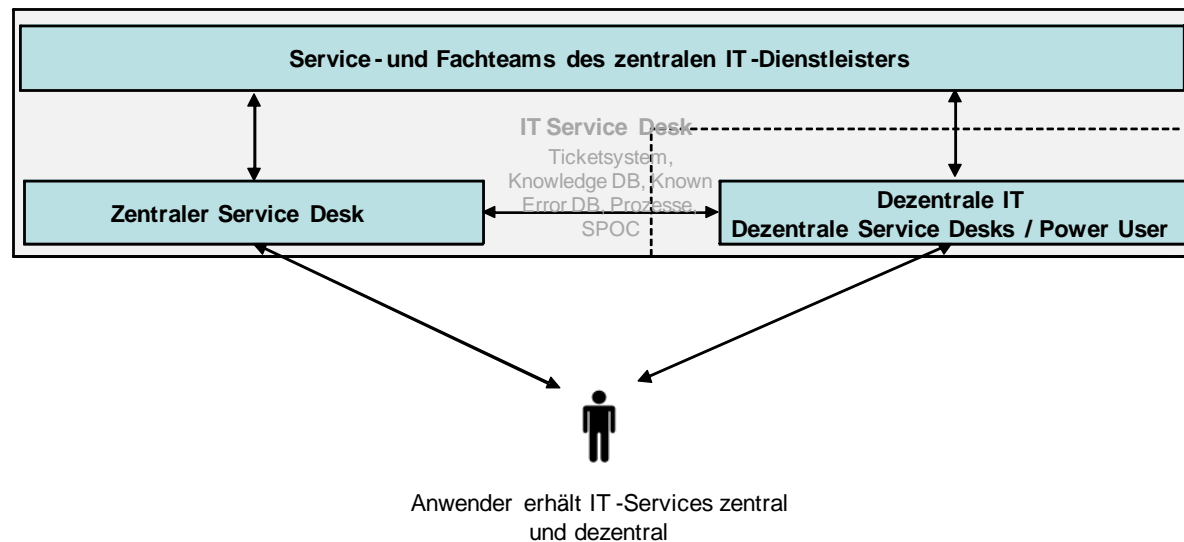 Service- und Fachteams des zentralen IT-Dienstleisters
IT Service Desk
Ticketsystem,
Knowledge DB, Known
Error DB, Prozesse,
SPOC
Zentraler Service Desk
Dezentrale IT
Dezentrale Service Desks / Power User
Anwender erhält IT-Services zentral
und dezentral